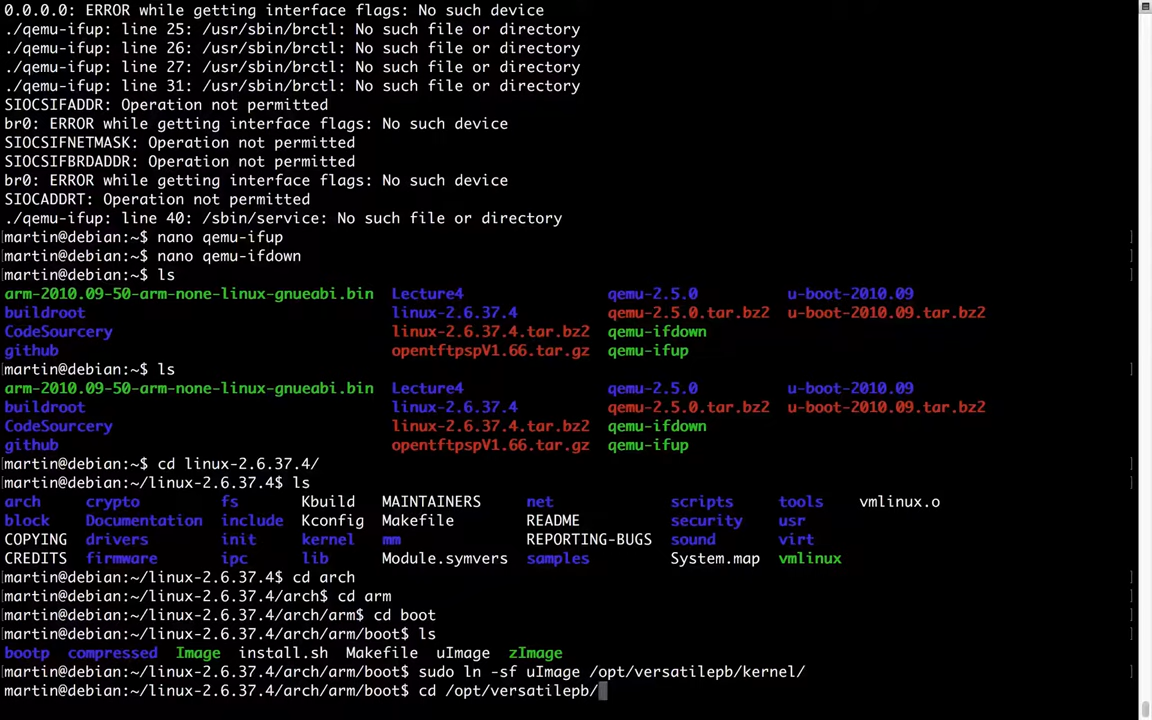 0.0.0.0: ERROR while getting interface flags: No such device
./qemu-ifup: line 25: /usr/sbin/brctl: No such file or directory
./qemu-ifup: line 26: /usr/sbin/brctl: No such file or directory
./qemu-ifup: line 27: /usr/sbin/brctl: No such file or directory
./qemu-ifup: line 31: /usr/sbin/brctl: No such file or directory
SIOCSIFADDR: Operation not permitted
br0: ERROR while getting interface flags: No such device
SIOCSIFNETMASK: Operation not permitted
SIOCSIFBRDADDR: Operation not permitted
br0: ERROR while getting interface flags: No such device
SIOCADDRT: Operation not permitted
./qemu-ifup: line 40: /sbin/service: No such file or directory
[martin@debian:~$ nano qemu-ifup ]
[martin@debian:~$ nano qemu-ifdown ]
[martin@debian:~$ ls ]
arm-2010.09-50-arm-none-linux-gnueabi.bin Lecture4 qemu-2.5.0 u-boot-2010.09
buildroot linux-2.6.37.4 qemu-2.5.0.tar.bz2 u-boot-2010.09.tar.bz2
CodeSourcery linux-2.6.37.4.tar.bz2 qemu-ifdown
github opentftpspV1.66.tar.gz qemu-ifup
[martin@debian:~$ ls ]
arm-2010.09-50-arm-none-linux-gnueabi.bin Lecture4 qemu-2.5.0 u-boot-2010.09
buildroot linux-2.6.37.4 qemu-2.5.0.tar.bz2 u-boot-2010.09.tar.bz2
CodeSourcery linux-2.6.37.4.tar.bz2 qemu-ifdown
github opentftpspV1.66.tar.gz qemu-ifup
[martin@debian:~$ cd linux-2.6.37.4/ ]
[martin@debian:~/linux-2.6.37.4$ ls ]
arch crypto fs Kbuild MAINTAINERS net scripts tools vmlinux.o
block Documentation include Kconfig Makefile README security usr
COPYING drivers init kernel mm REPORTING-BUGS sound virt
CREDITS firmware ipc lib Module.symvers samples System.map vmlinux
[martin@debian:~/linux-2.6.37.4$ cd arch ]
[martin@debian:~/linux-2.6.37.4/arch$ cd arm ]
[martin@debian:~/linux-2.6.37.4/arch/arm$ cd boot ]
[martin@debian:~/linux-2.6.37.4/arch/arm/boot$ ls ]
bootp compressed Image install.sh Makefile uImage zImage
[martin@debian:~/linux-2.6.37.4/arch/arm/boot$ sudo ln -sf uImage /opt/versatilepb/kernel/ ]
martin@debian:~/linux-2.6.37.4/arch/arm/boot$ cd /opt/versatilepb/